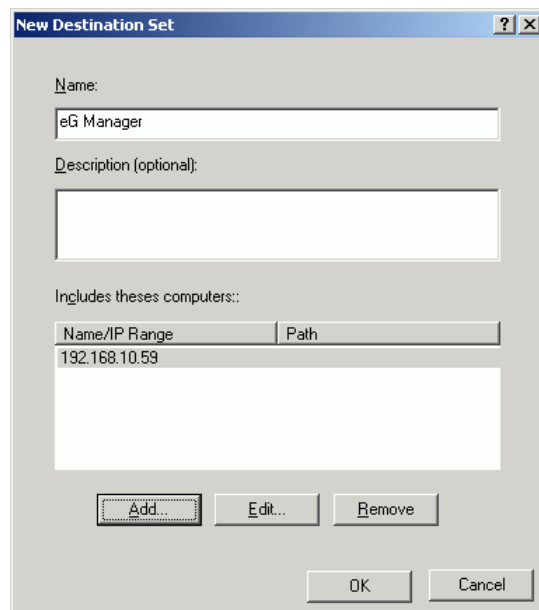 New Destination Set
Name:
eG Manager
Description (optional):
Includes theses computers::
Name/IP Range Path
192.168.10.59
Add... Edit... Remove
OK Cancel